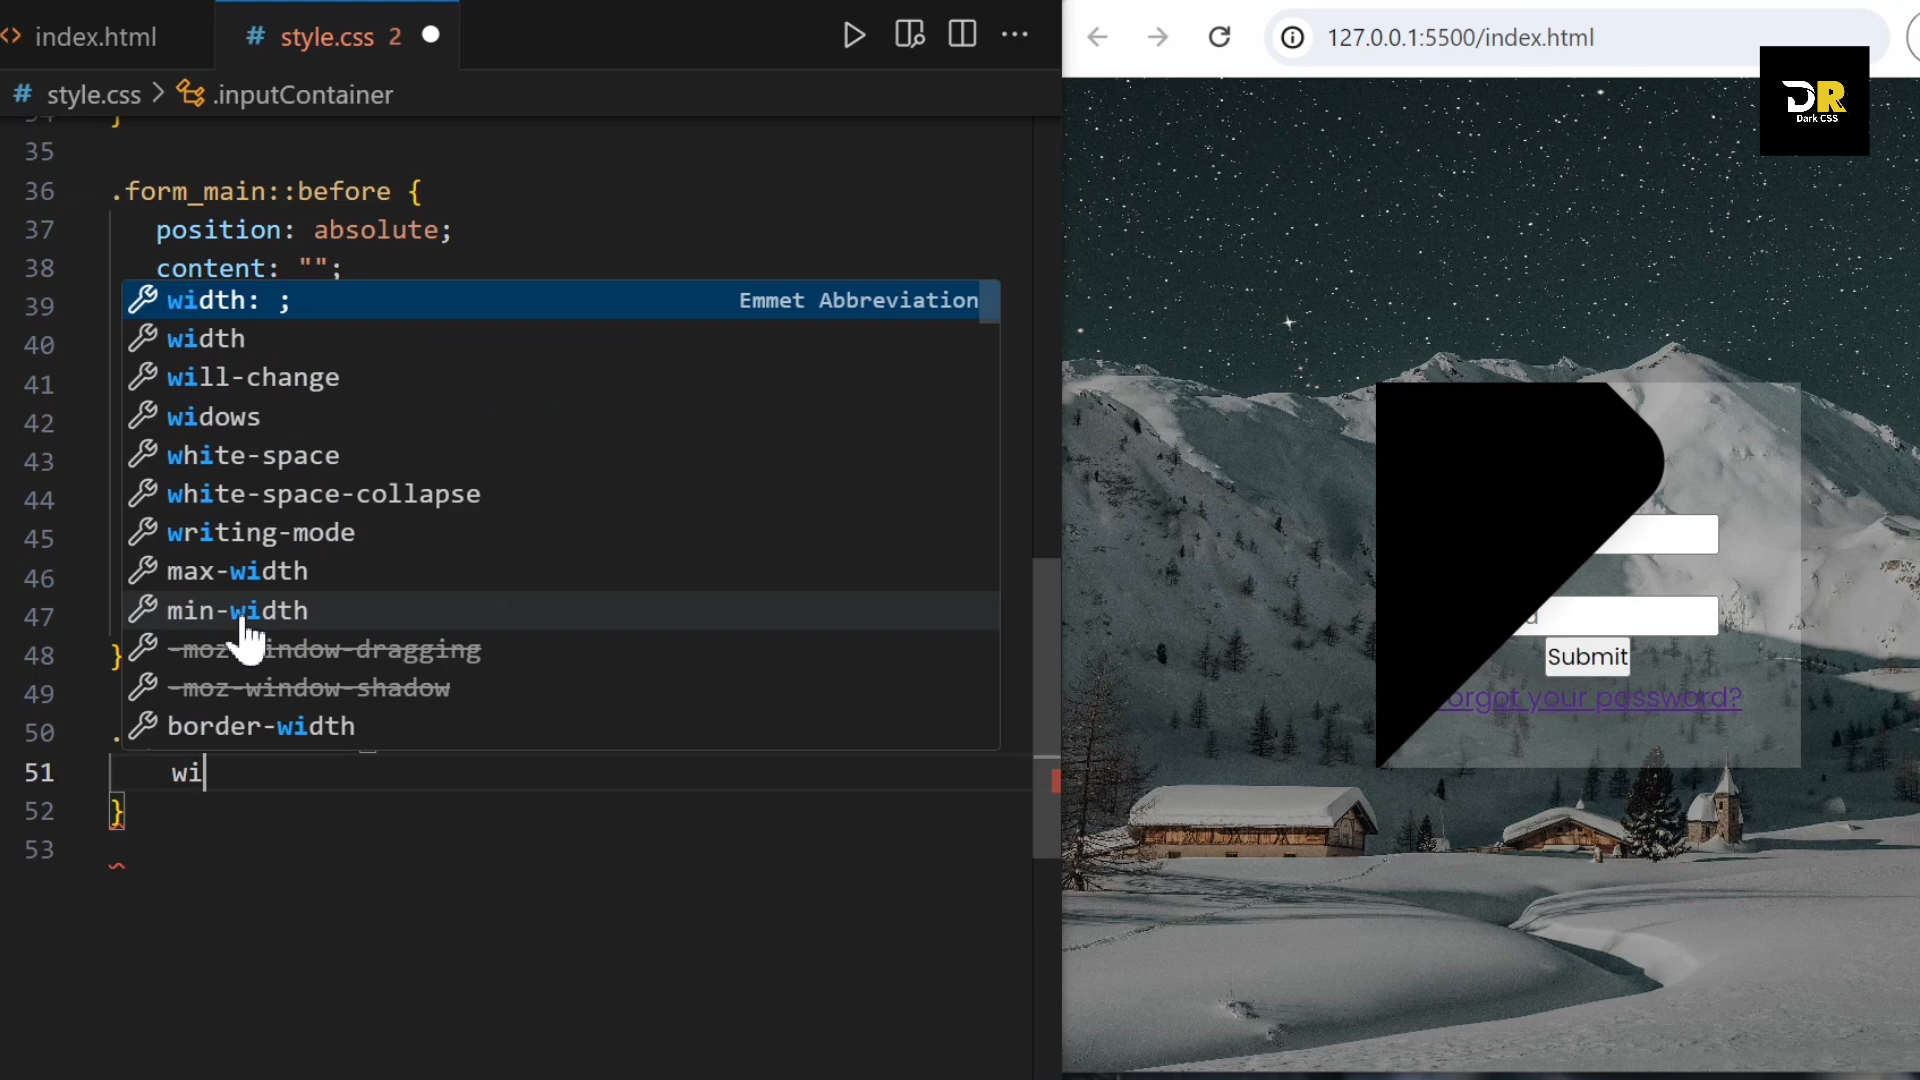 index.html
# style.css 2
# style.css > .inputContainer
35
36 .form_main::before {
37 position: absolute;
38 content: "";
39
40
41
42
43
44
45
46
47
48 }
49
50 .
51 wi
52 }
53
width: ; Emmet Abbreviation
width
will-change
widows
white-space
white-space-collapse
writing-mode
max-width
min-width
-moz-window-dragging
-moz-window-shadow
border-width
127.0.0.1:5500/index.html
DR
Dark CSS
Submit
your password?